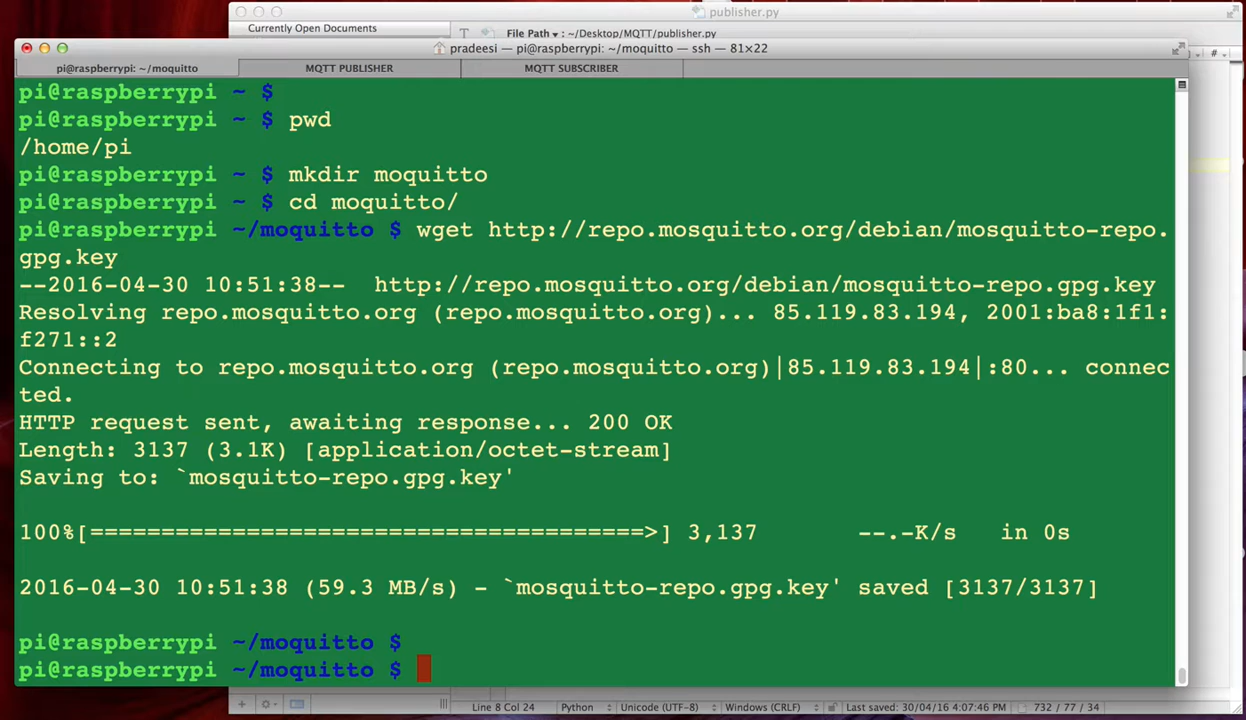 publisher.py
Currently Open Documents
File Path ▾ : ~/Desktop/MQTT/publisher.py
pradeesi — pi@raspberrypi: ~/moquitto — ssh — 81×22
pi@raspberrypi: ~/moquitto
MQTT PUBLISHER
MQTT SUBSCRIBER
pi@raspberrypi ~ $
pi@raspberrypi ~ $ pwd
/home/pi
pi@raspberrypi ~ $ mkdir moquitto
pi@raspberrypi ~ $ cd moquitto/
pi@raspberrypi ~/moquitto $ wget http://repo.mosquitto.org/debian/mosquitto-repo.
gpg.key
--2016-04-30 10:51:38-- http://repo.mosquitto.org/debian/mosquitto-repo.gpg.key
Resolving repo.mosquitto.org (repo.mosquitto.org)... 85.119.83.194, 2001:ba8:1f1:
f271::2
Connecting to repo.mosquitto.org (repo.mosquitto.org)|85.119.83.194|:80... connec
ted.
HTTP request sent, awaiting response... 200 OK
Length: 3137 (3.1K) [application/octet-stream]
Saving to: `mosquitto-repo.gpg.key'
100%[=======================================>] 3,137 --.-K/s in 0s
2016-04-30 10:51:38 (59.3 MB/s) - `mosquitto-repo.gpg.key' saved [3137/3137]
pi@raspberrypi ~/moquitto $
pi@raspberrypi ~/moquitto $
Line 8 Col 24 Python Unicode (UTF-8) Windows (CRLF) Last saved: 30/04/16 4:07:46 PM 732 / 77 / 34